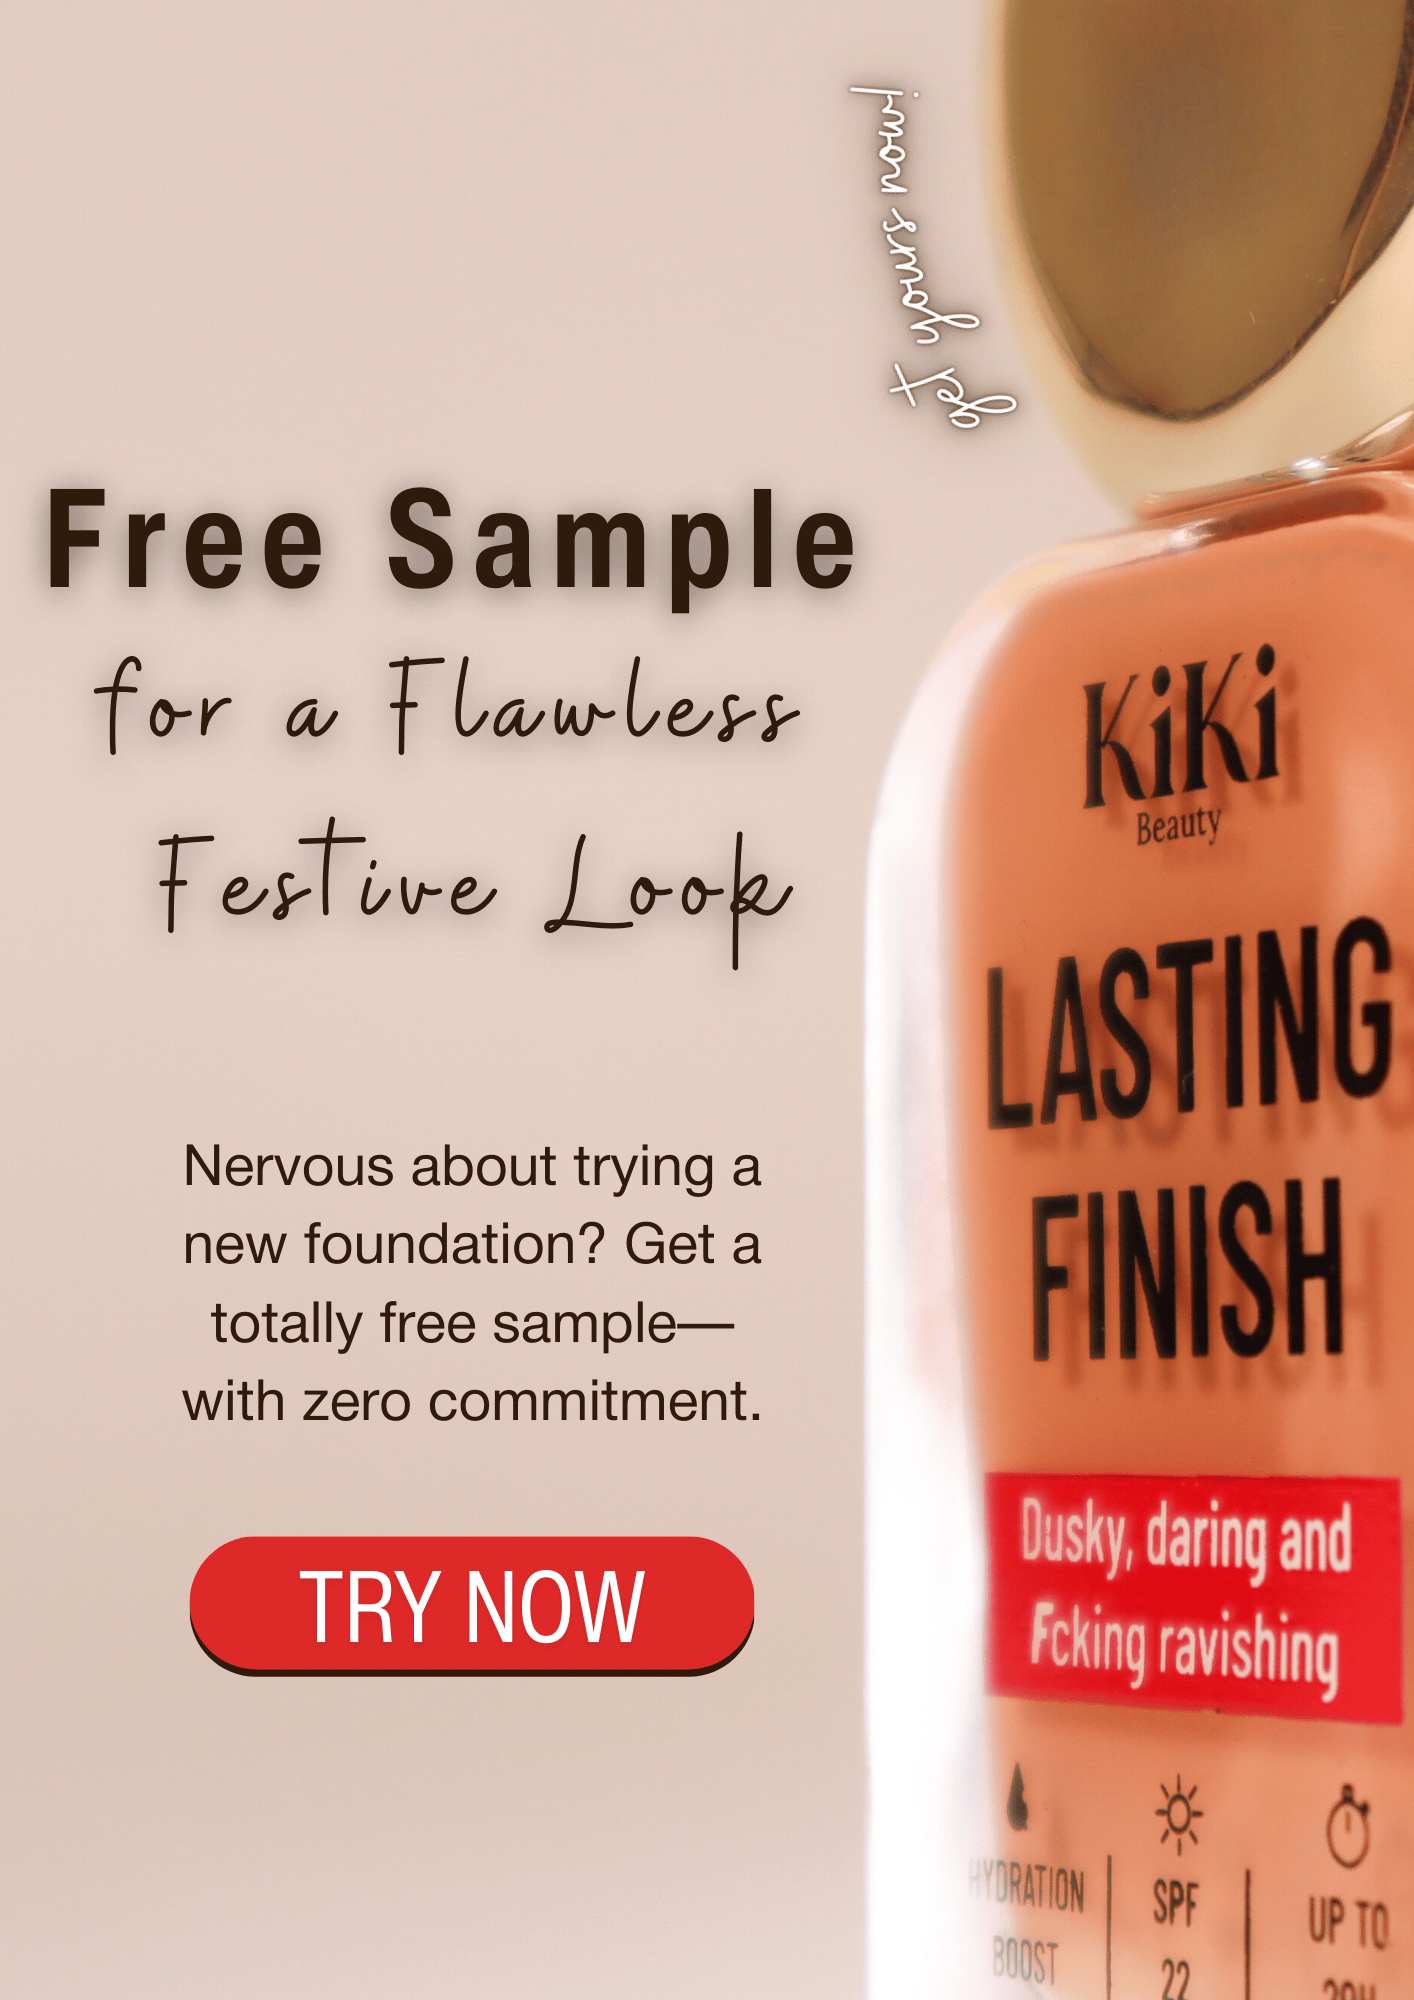 get yours now!
Free Sample
for a Flawless
Festive Look
Nervous about trying a
new foundation? Get a
totally free sample—
with zero commitment.
TRY NOW
KiKi
Beauty
LASTING
FINISH
Dusky, daring and
Fcking ravishing
HYDRATION
BOOST
SPF
22
UP TO